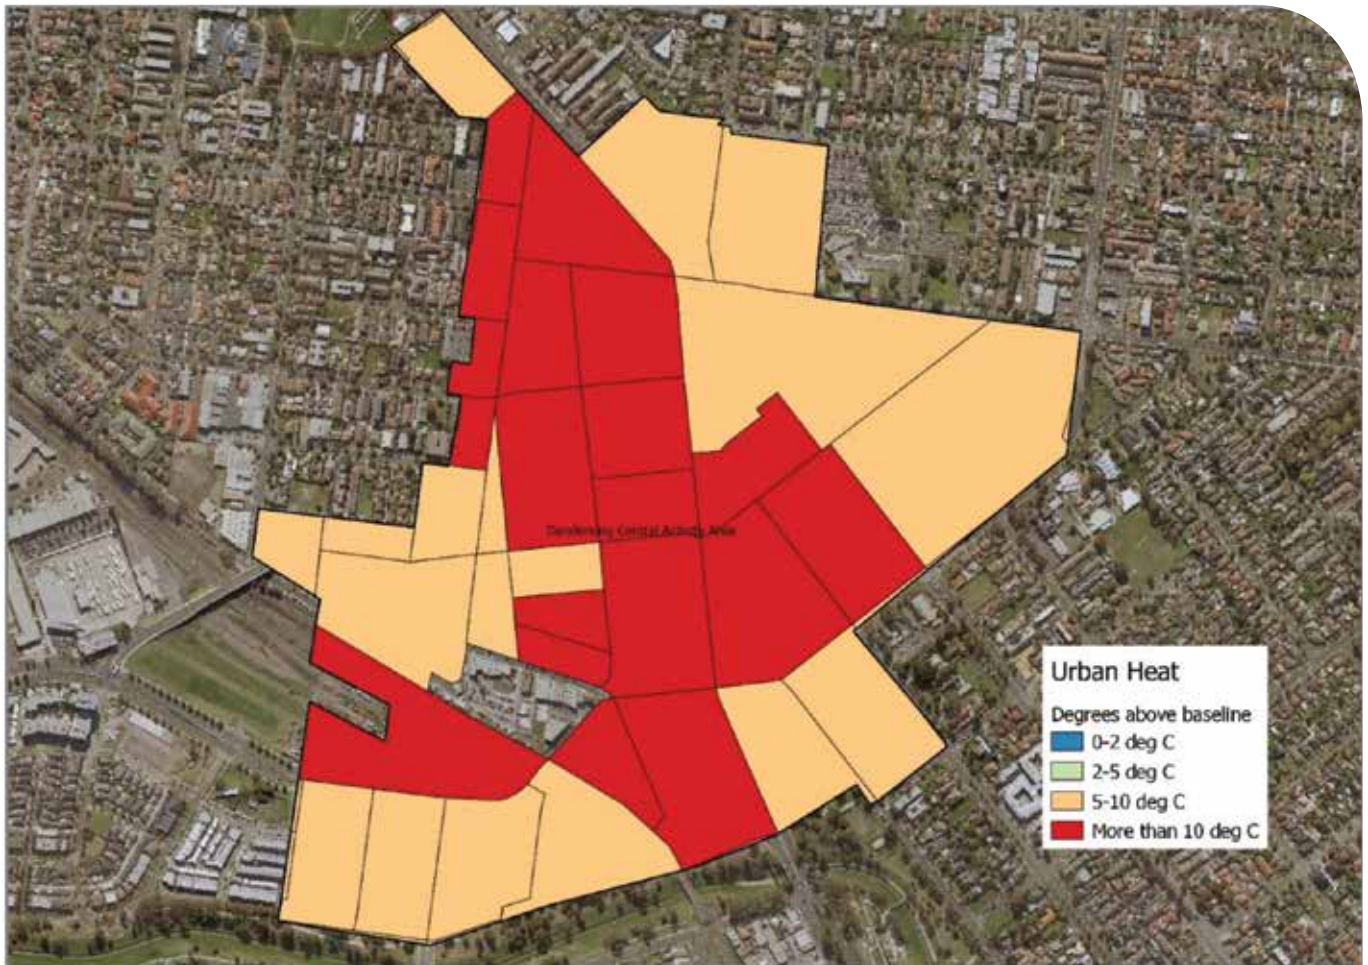 Dandenong Central Activity Area
Urban Heat
Degrees above baseline
0-2 deg C
2-5 deg C
5-10 deg C
More than 10 deg C